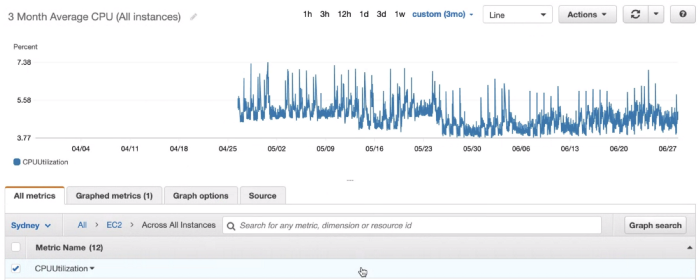 3 Month Average CPU (All instances)
1h 3h 12h 1d 3d 1w custom (3mo) Line Actions
Percent
7.38
5.58
3.77
04/04 04/11 04/18 04/25 05/02 05/09 05/16 05/23 05/30 06/06 06/13 06/20 06/27
CPUUtilization
All metrics Graphed metrics (1) Graph options Source
Sydney All > EC2 > Across All Instances Search for any metric, dimension or resource id Graph search
Metric Name (12)
CPUUtilization